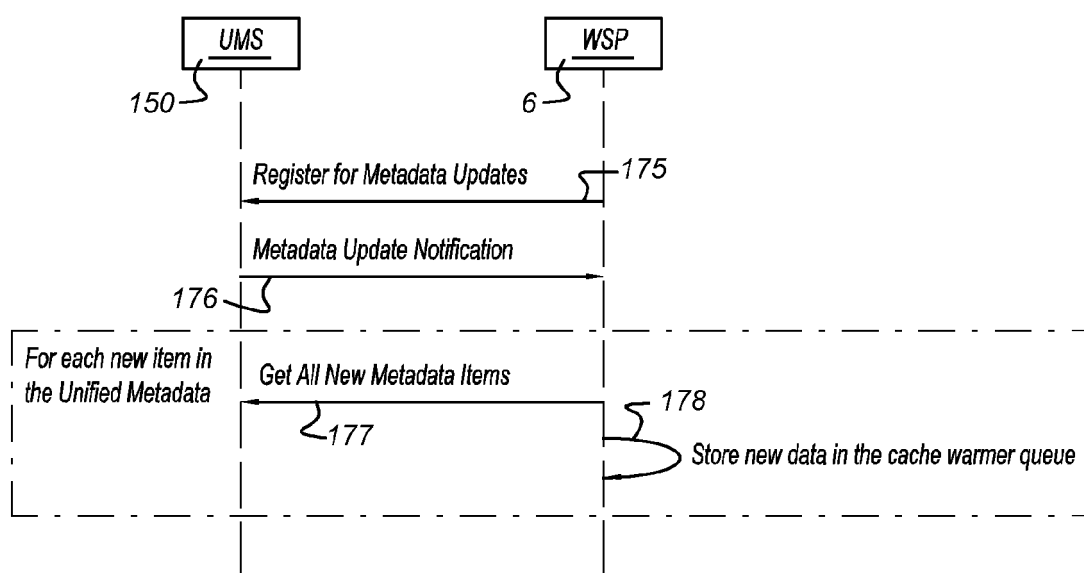 UMS
WSP
150
6
Register for Metadata Updates
175
Metadata Update Notification
176
For each new item in
the Unified Metadata
Get All New Metadata Items
177
178
Store new data in the cache warmer queue